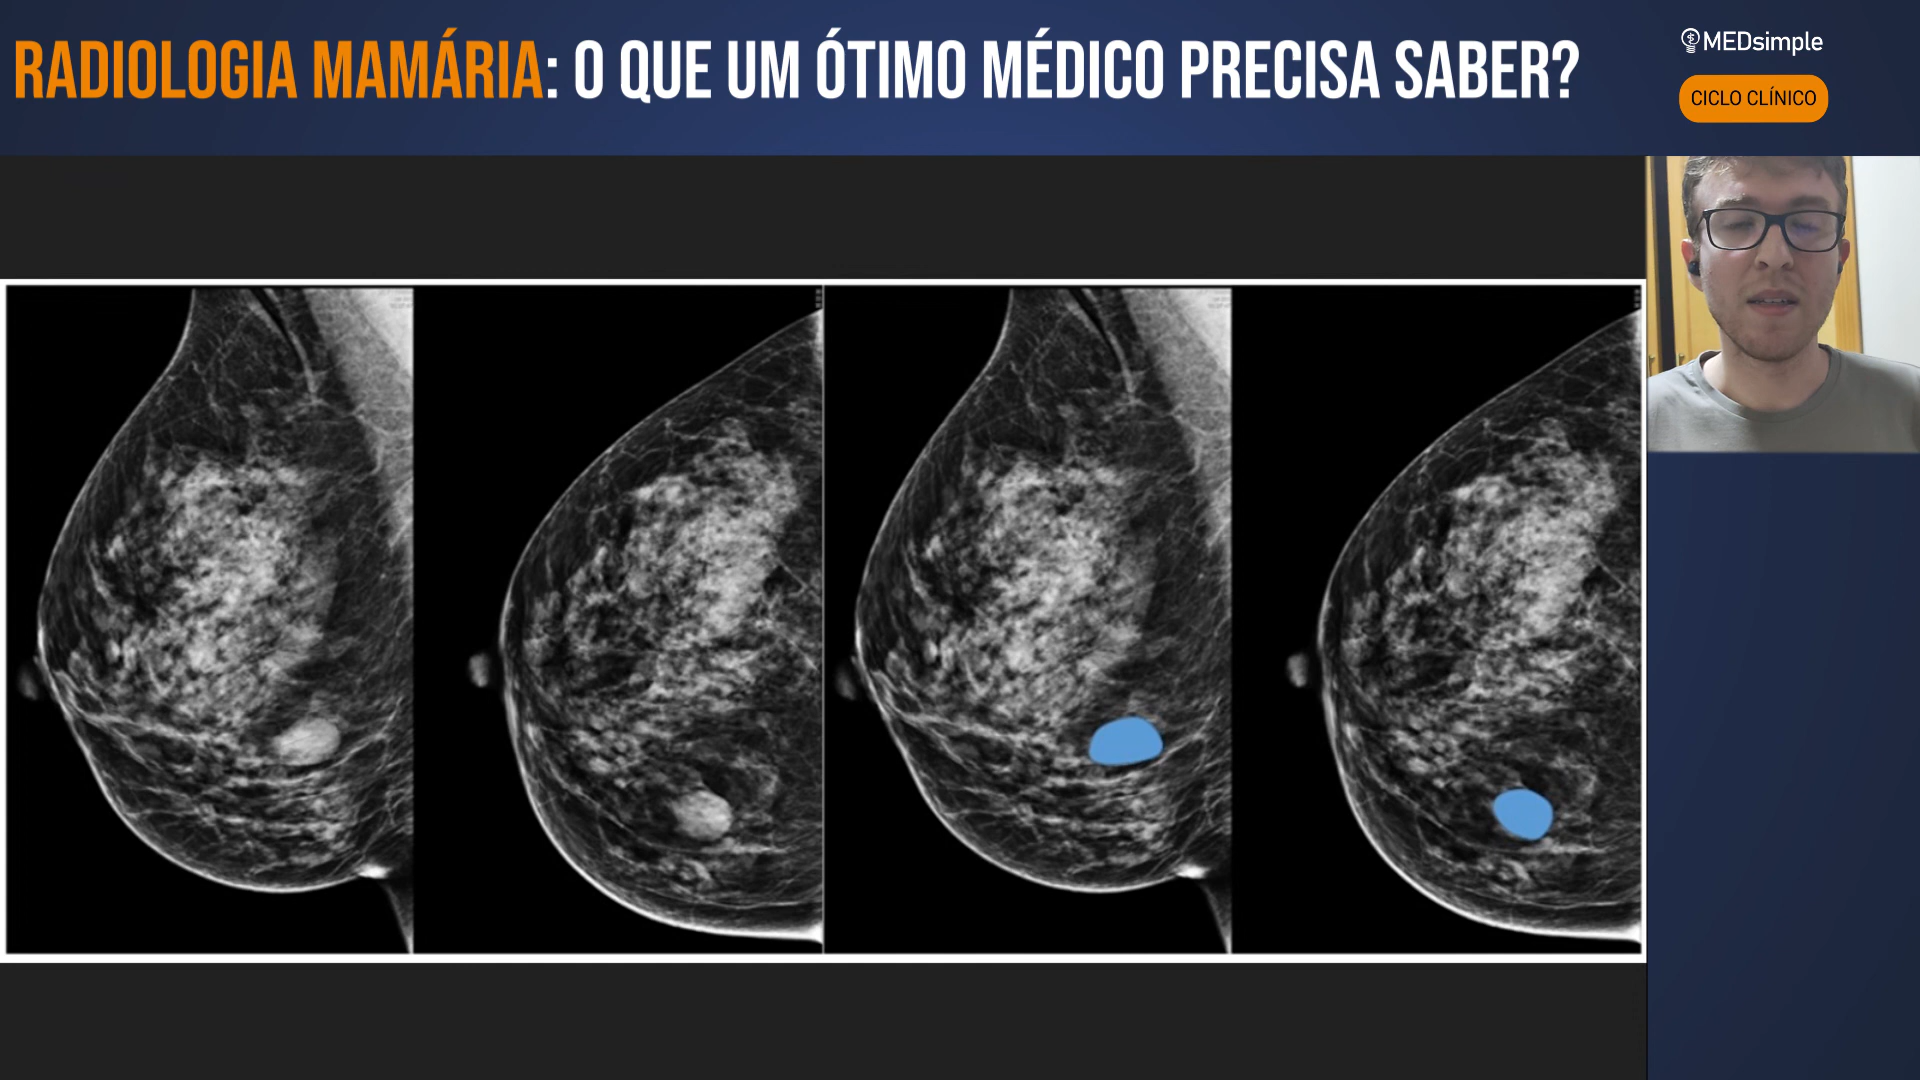 RADIOLOGIA MAMÁRIA: O QUE UM ÓTIMO MÉDICO PRECISA SABER?
MEDsimple
CICLO CLÍNICO